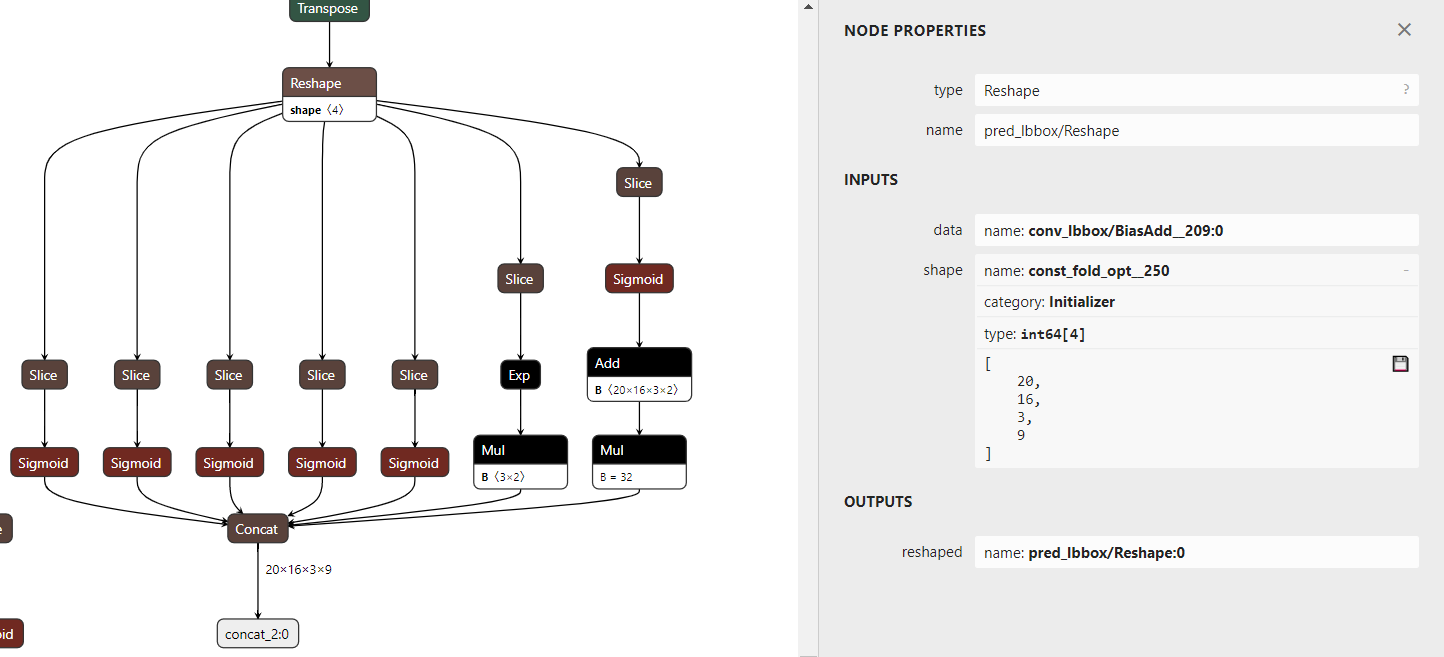 Transpose
Reshape
shape 〈4〉
Slice
Slice
Sigmoid
Slice
Slice
Slice
Slice
Slice
Exp
Add
B 〈20×16×3×2〉
Sigmoid
Sigmoid
Sigmoid
Sigmoid
Sigmoid
Mul
B 〈3×2〉
Mul
B = 32
Concat
20×16×3×9
concat_2:0
NODE PROPERTIES
type Reshape ?
name pred_lbbox/Reshape
INPUTS
data name: conv_lbbox/BiasAdd__209:0
shape name: const_fold_opt__250 -
category: Initializer
type: int64[4]
[
20,
16,
3,
9
]
OUTPUTS
reshaped name: pred_lbbox/Reshape:0